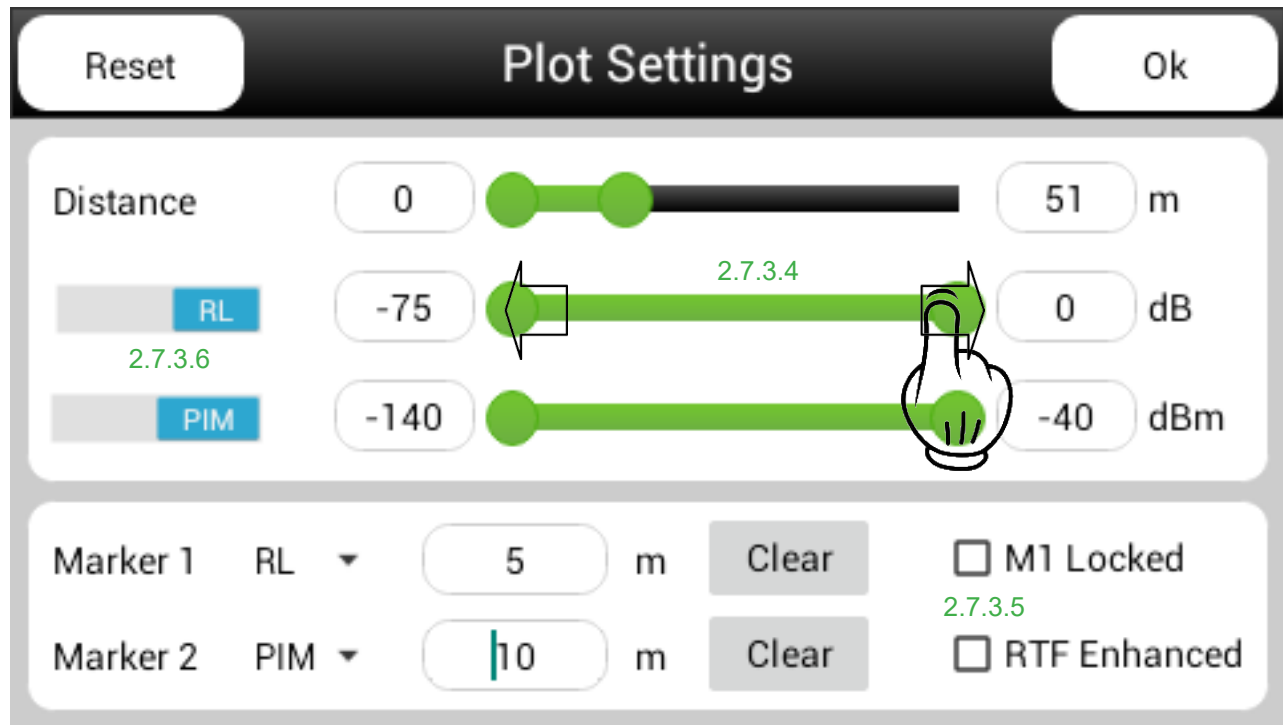 Reset Plot Settings Ok
Distance 0 51 m
2.7.3.4
RL -75 0 dB
2.7.3.6
PIM -140 -40 dBm
Marker 1 RL 5 m Clear M1 Locked
2.7.3.5
Marker 2 PIM 10 m Clear RTF Enhanced